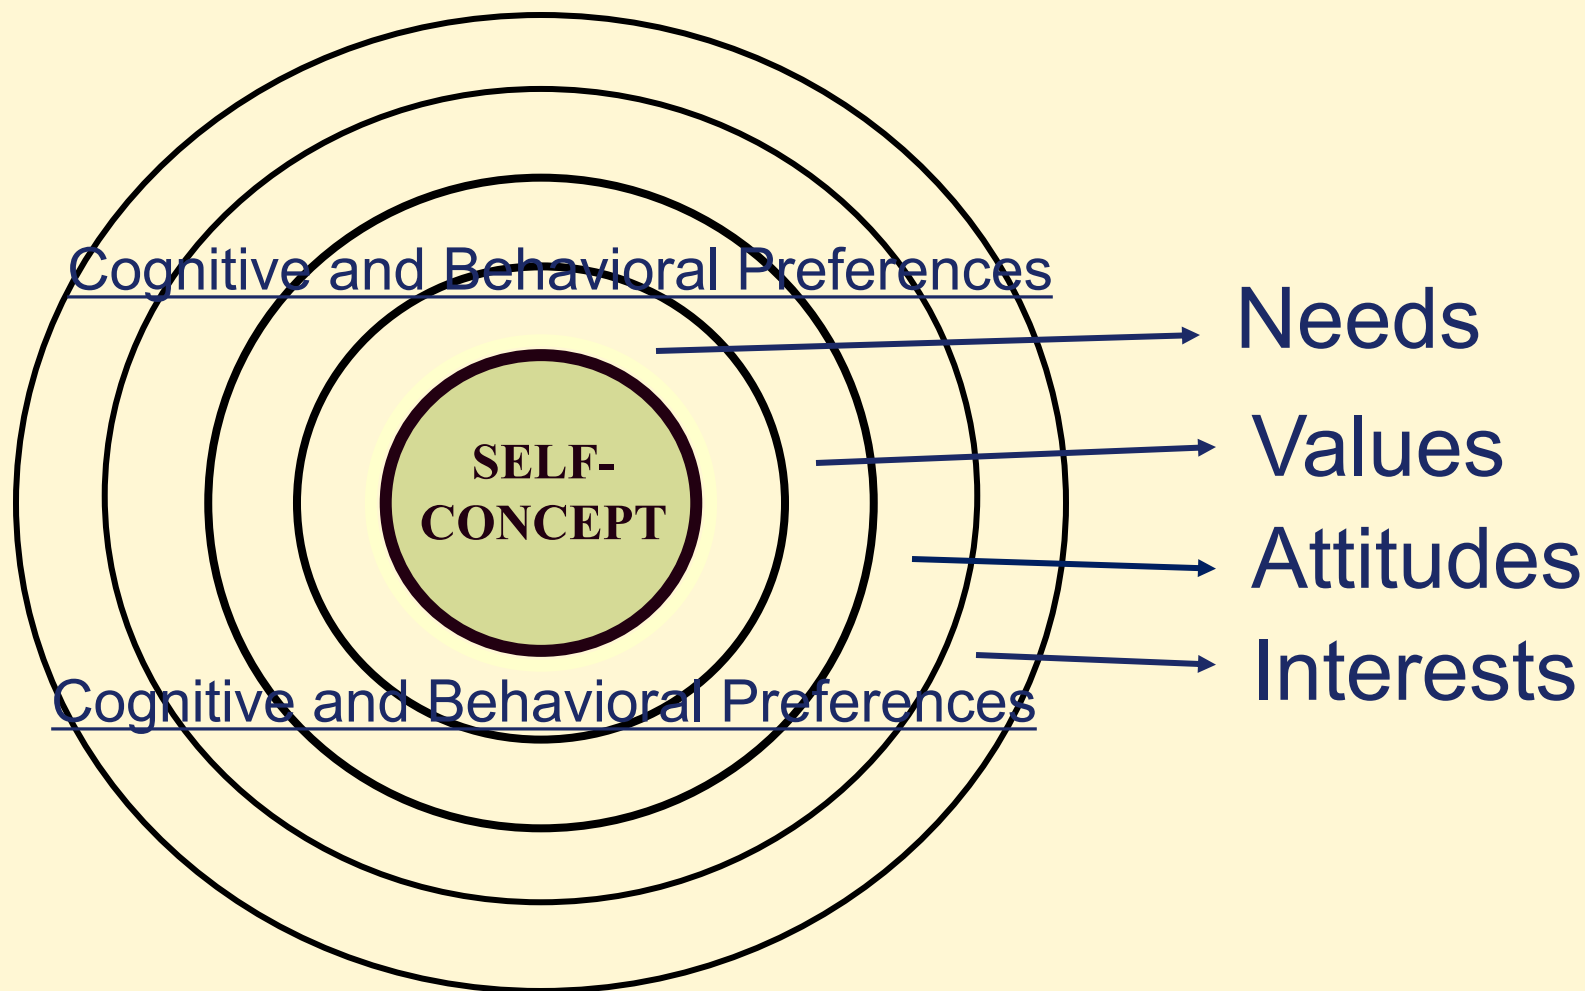 Cognitive and Behavioral Preferences
Needs
Values
SELF-
CONCEPT
Attitudes
Interests
Cognitive and Behavioral Preferences